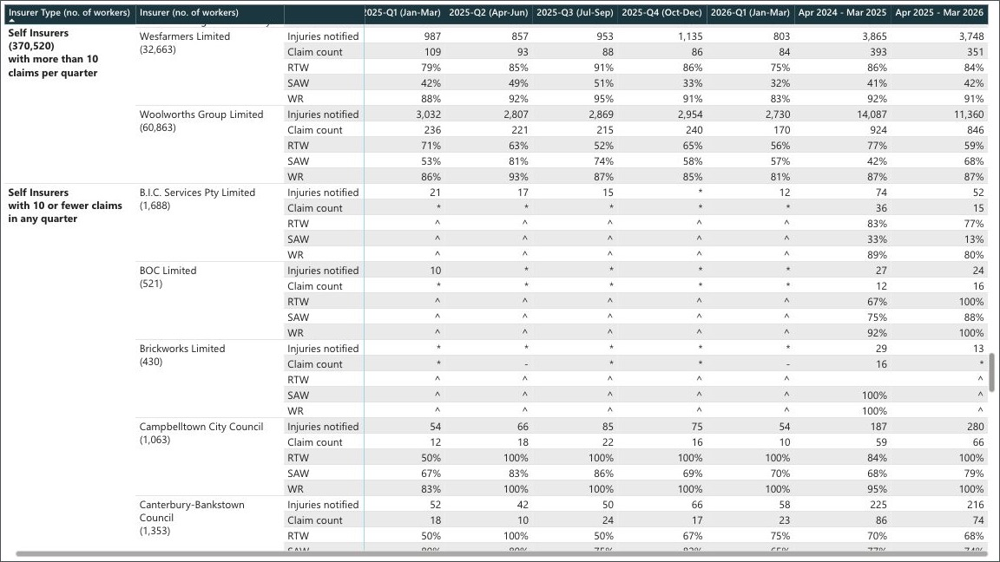 Insurer Type (no. of workers) Insurer (no. of workers) 2025-Q1 (Jan-Mar) 2025-Q2 (Apr-Jun) 2025-Q3 (Jul-Sep) 2025-Q4 (Oct-Dec) 2026-Q1 (Jan-Mar) Apr 2024 - Mar 2025 Apr 2025 - Mar 2026
Self Insurers
(370,520)
with more than 10
claims per quarter
Wesfarmers Limited
(32,663)
Injuries notified 987 857 953 1,135 803 3,865 3,748
Claim count 109 93 88 86 84 393 351
RTW 79% 85% 91% 86% 75% 86% 84%
SAW 42% 49% 51% 33% 32% 41% 42%
WR 88% 92% 95% 91% 83% 92% 91%
Woolworths Group Limited
(60,863)
Injuries notified 3,032 2,807 2,869 2,954 2,730 14,087 11,360
Claim count 236 221 215 240 170 924 846
RTW 71% 63% 52% 65% 56% 77% 59%
SAW 53% 81% 74% 58% 57% 42% 68%
WR 86% 93% 87% 85% 81% 87% 87%
Self Insurers
with 10 or fewer claims
in any quarter
B.I.C. Services Pty Limited
(1,688)
Injuries notified 21 17 15 * 12 74 52
Claim count * * * * * 36 15
RTW ^ ^ ^ ^ ^ 83% 77%
SAW ^ ^ ^ ^ ^ 33% 13%
WR ^ ^ ^ ^ ^ 89% 80%
BOC Limited
(521)
Injuries notified 10 * * * * 27 24
Claim count * * * * * 12 16
RTW ^ ^ ^ ^ ^ 67% 100%
SAW ^ ^ ^ ^ ^ 75% 88%
WR ^ ^ ^ ^ ^ 92% 100%
Brickworks Limited
(430)
Injuries notified * * * * * 29 13
Claim count * - * * - 16 *
RTW ^ ^ ^ ^ ^ ^
SAW ^ ^ ^ ^ ^ 100% ^
WR ^ ^ ^ ^ ^ 100% ^
Campbelltown City Council
(1,063)
Injuries notified 54 66 85 75 54 187 280
Claim count 12 18 22 16 10 59 66
RTW 50% 100% 100% 100% 100% 84% 100%
SAW 67% 83% 86% 69% 70% 68% 79%
WR 83% 100% 100% 100% 100% 95% 100%
Canterbury-Bankstown
Council
(1,353)
Injuries notified 52 42 50 66 58 225 216
Claim count 18 10 24 17 23 86 74
RTW 50% 100% 50% 67% 75% 70% 68%